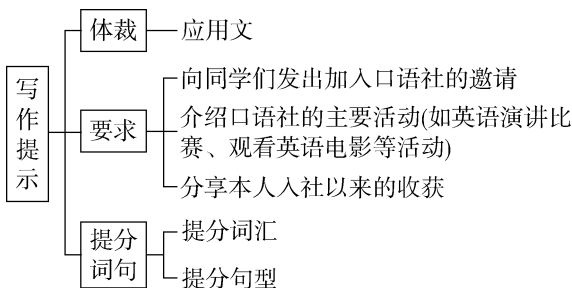 写作提示
体裁
应用文
要求
向同学们发出加入口语社的邀请
介绍口语社的主要活动(如英语演讲比
赛、观看英语电影等活动)
分享本人入社以来的收获
提分
词句
提分词汇
提分句型